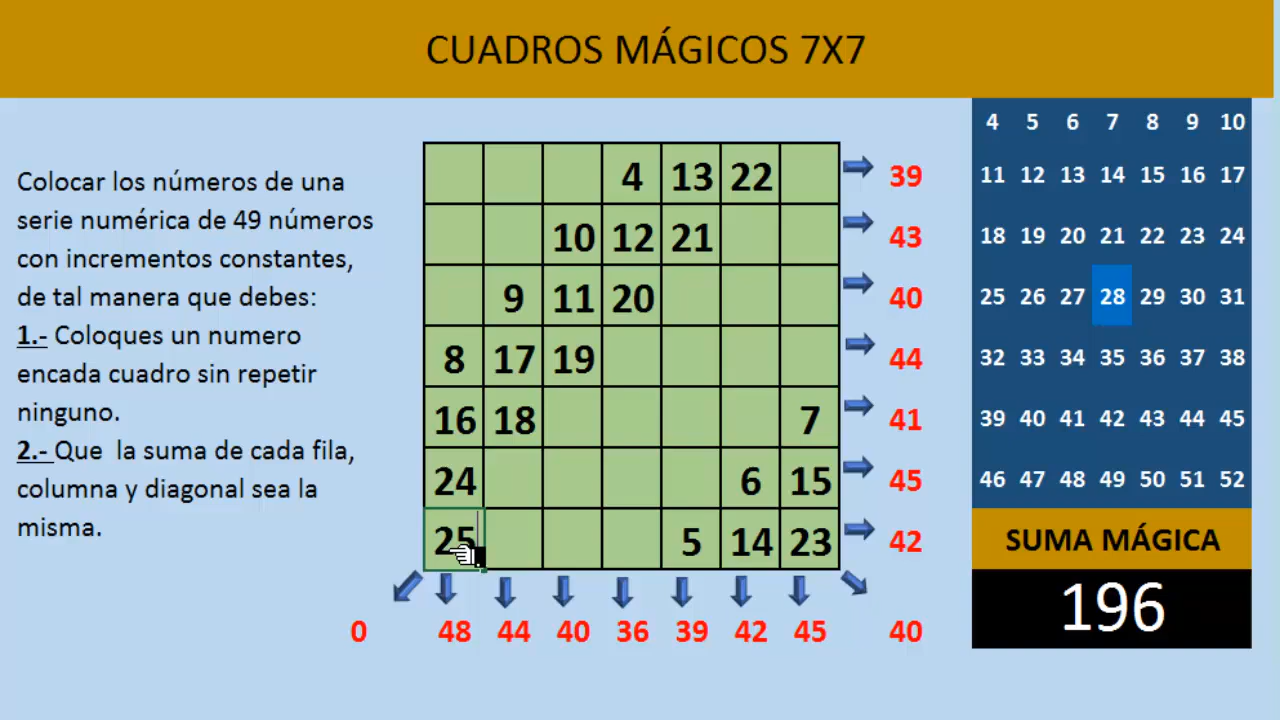 CUADROS MÁGICOS 7X7
Colocar los números de una
serie numérica de 49 números
con incrementos constantes,
de tal manera que debes:
1.- Coloques un numero
encada cuadro sin repetir
ninguno.
2.- Que la suma de cada fila,
columna y diagonal sea la
misma.
4 13 22 39
10 12 21 43
9 11 20 40
8 17 19 44
16 18 7 41
24 6 15 45
25 5 14 23 42
0 48 44 40 36 39 42 45 40
4 5 6 7 8 9 10
11 12 13 14 15 16 17
18 19 20 21 22 23 24
25 26 27 28 29 30 31
32 33 34 35 36 37 38
39 40 41 42 43 44 45
46 47 48 49 50 51 52
SUMA MÁGICA
196